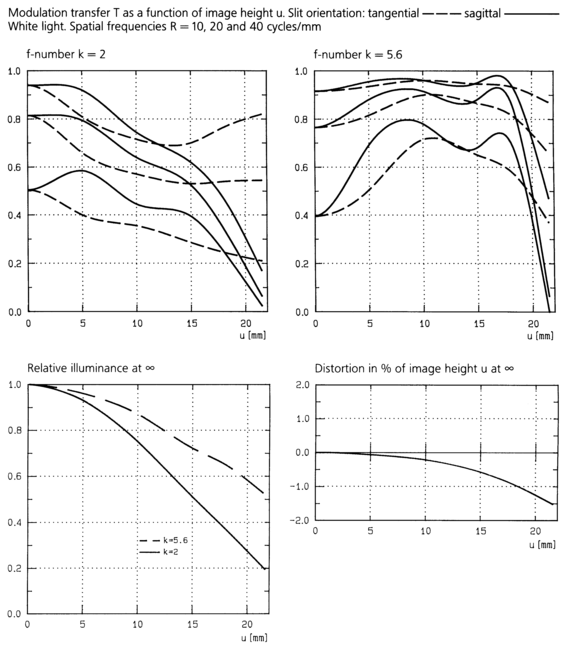 Modulation transfer T as a function of image height u. Slit orientation: tangential — — — sagittal ———
White light. Spatial frequencies R = 10, 20 and 40 cycles/mm
f-number k = 2
f-number k = 5.6
1.0
0.8
0.6
0.4
0.2
0.0
0 5 10 15 20
u [mm]
1.0
0.8
0.6
0.4
0.2
0.0
0 5 10 15 20
u [mm]
Relative illuminance at ∞
Distortion in % of image height u at ∞
1.0
0.8
0.6
0.4
0.2
0.0
k=5.6
k=2
0 5 10 15 20
u [mm]
2.0
1.0
0.0
-1.0
-2.0
0 5 10 15 20
u [mm]